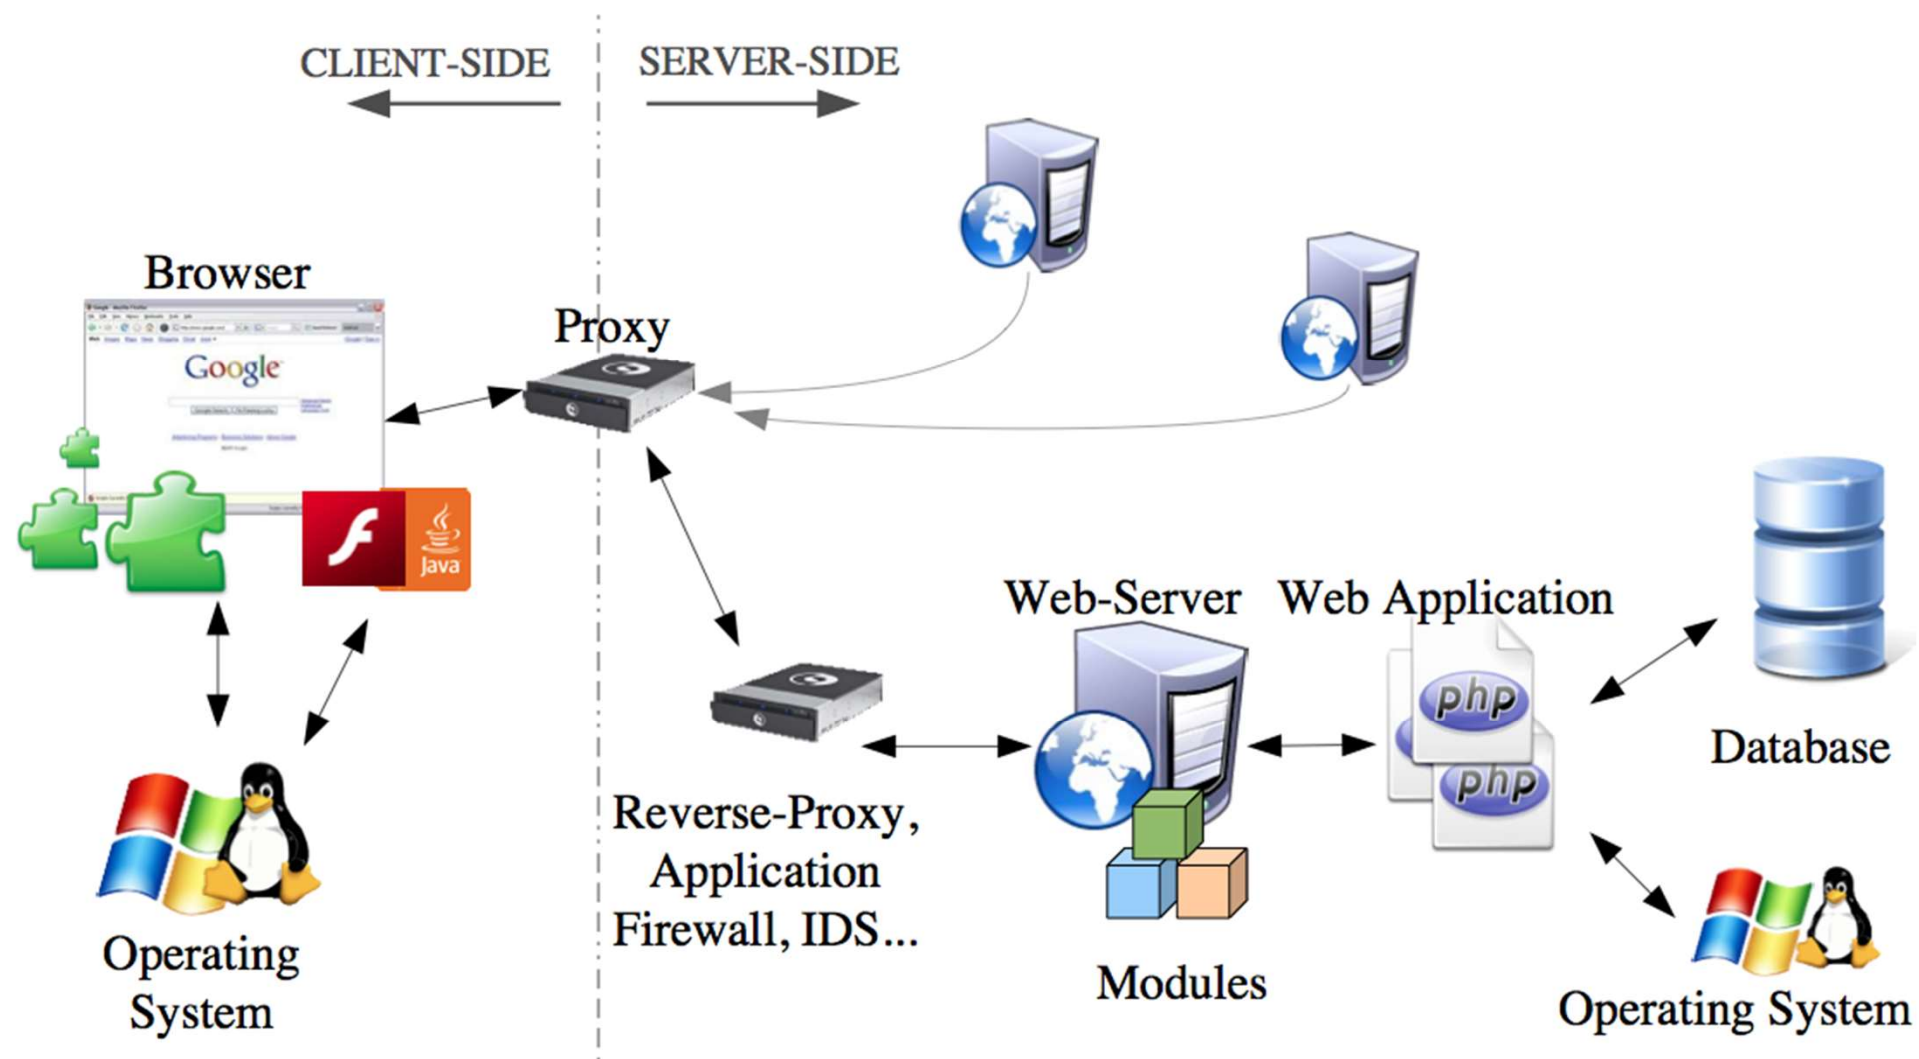 CLIENT-SIDE
SERVER-SIDE
Browser
Google
Proxy
Java
Web-Server
Web Application
php
php
Database
Reverse-Proxy,
Application
Firewall, IDS...
Modules
Operating
System
Operating System